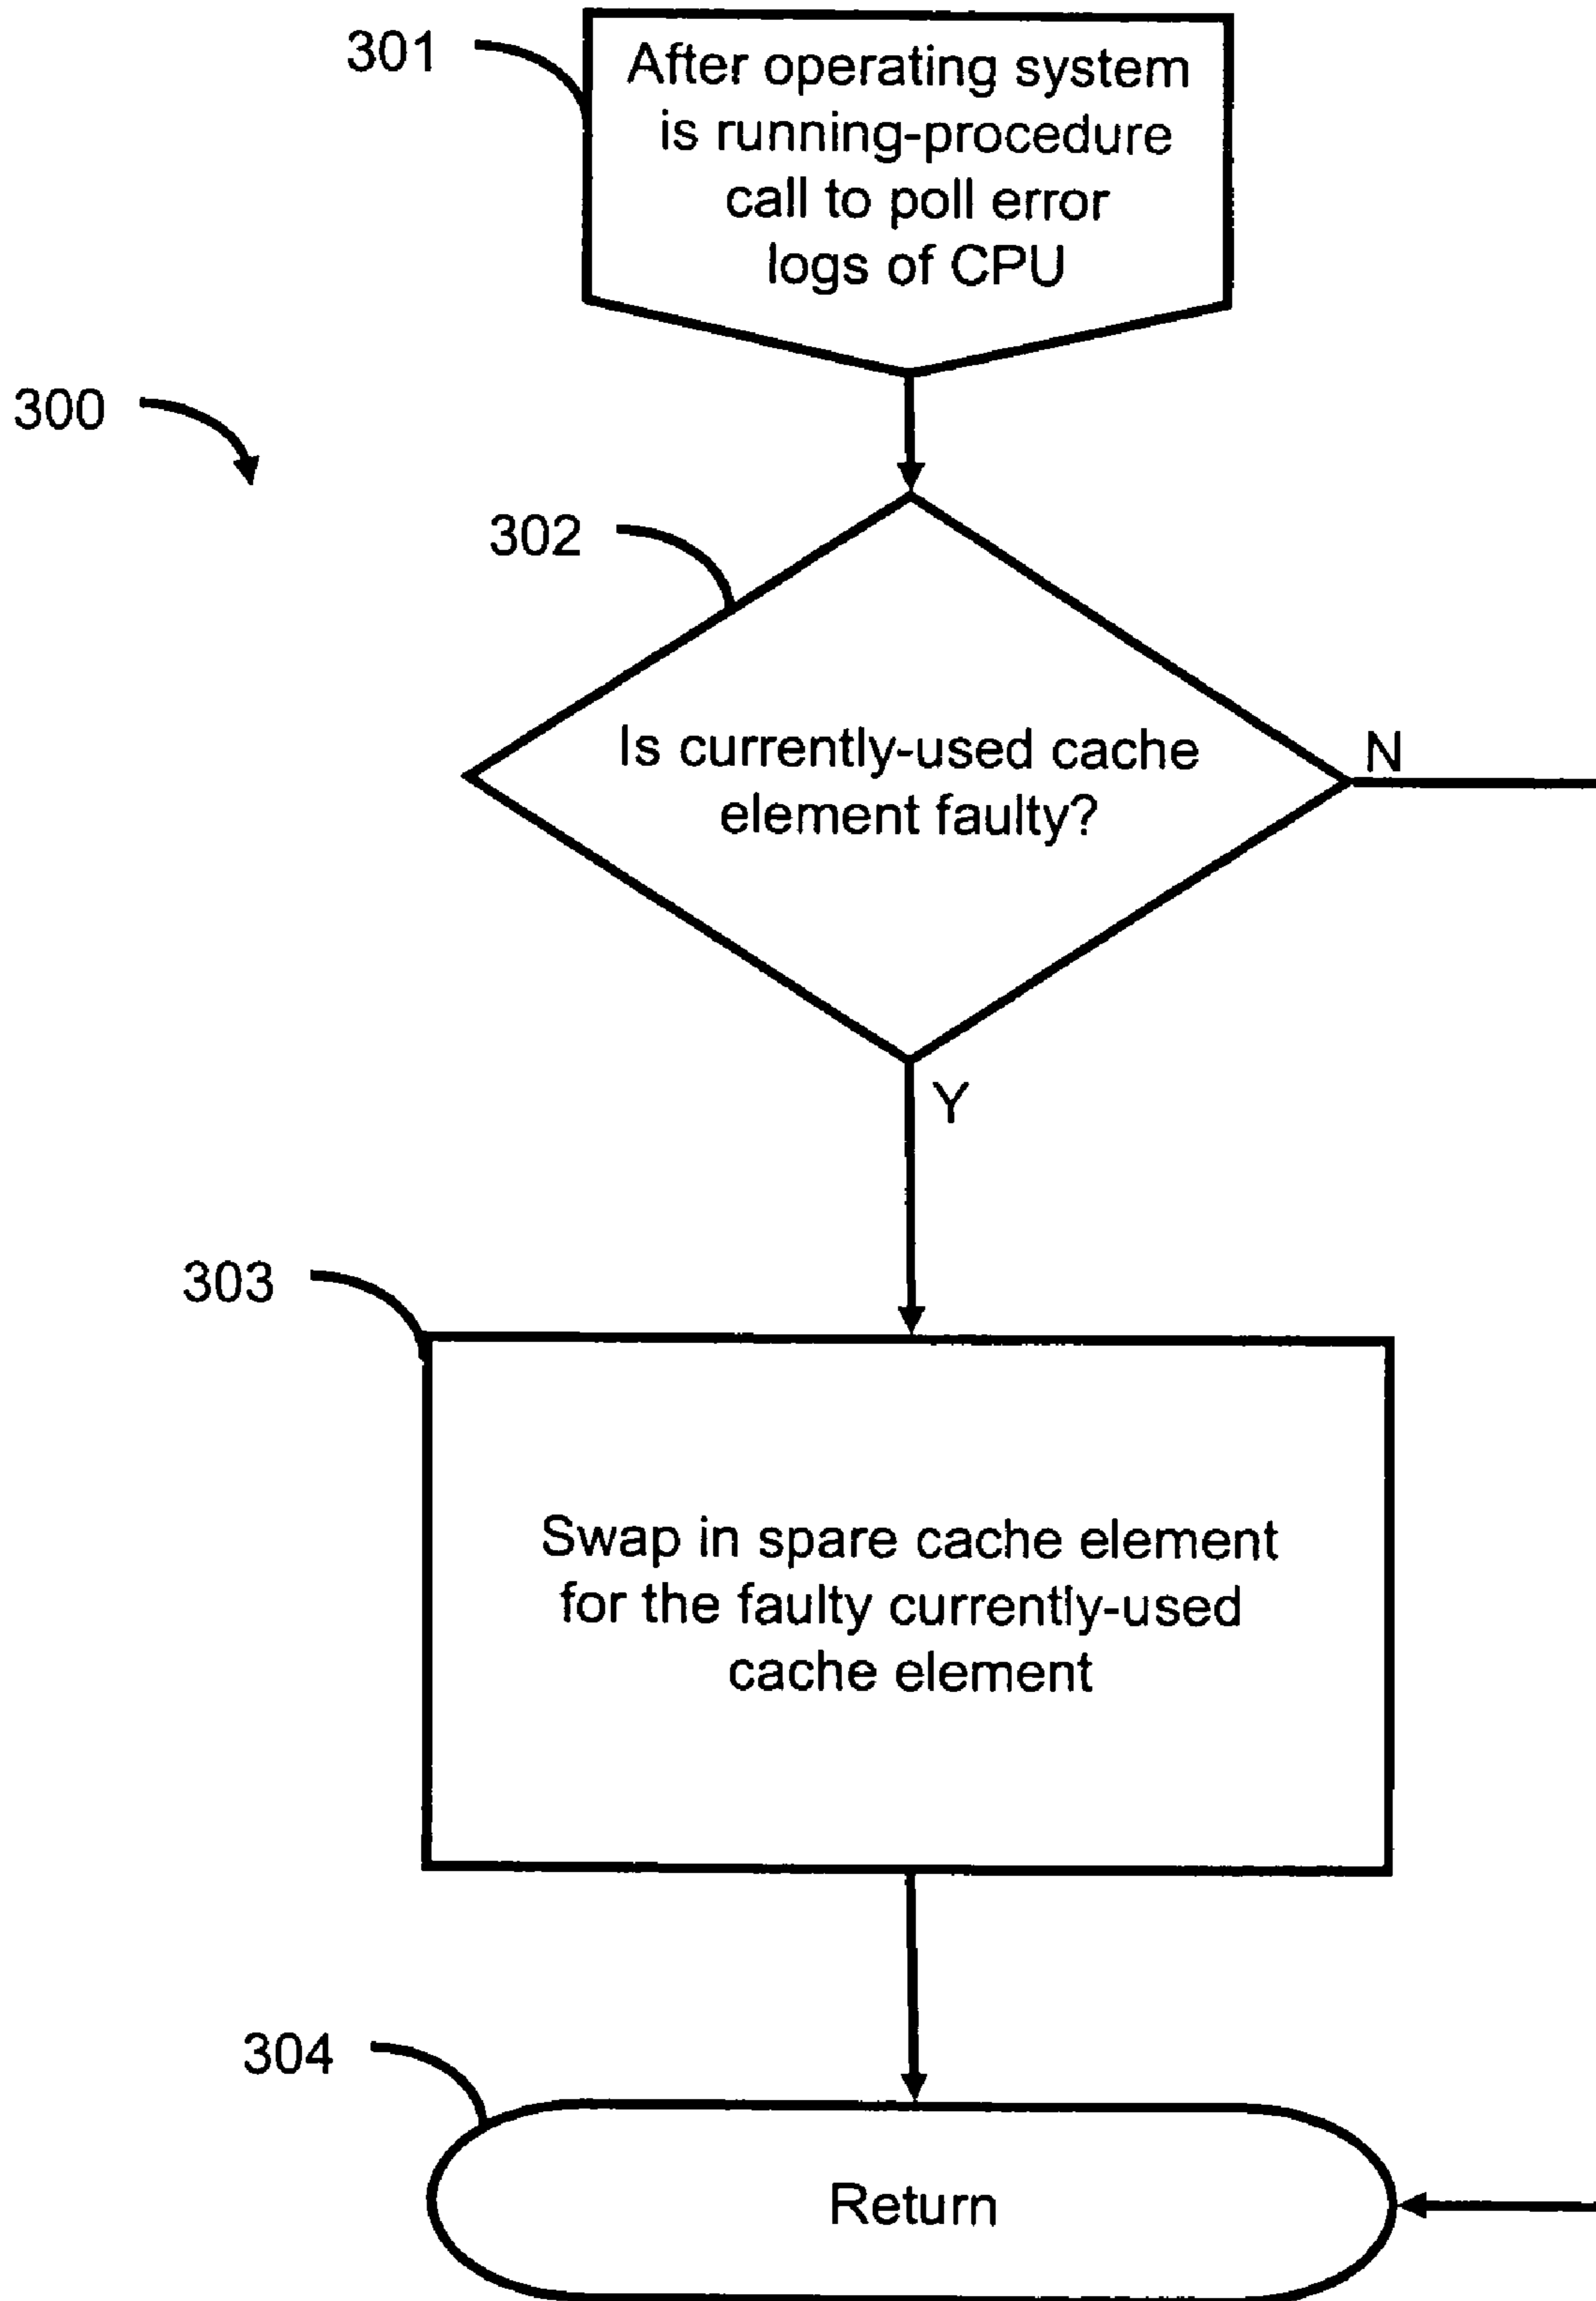 301
After operating system
is running-procedure
call to poll error
logs of CPU
300
302
Is currently-used cache
element faulty?
N
Y
303
Swap in spare cache element
for the faulty currently-used
cache element
304
Return